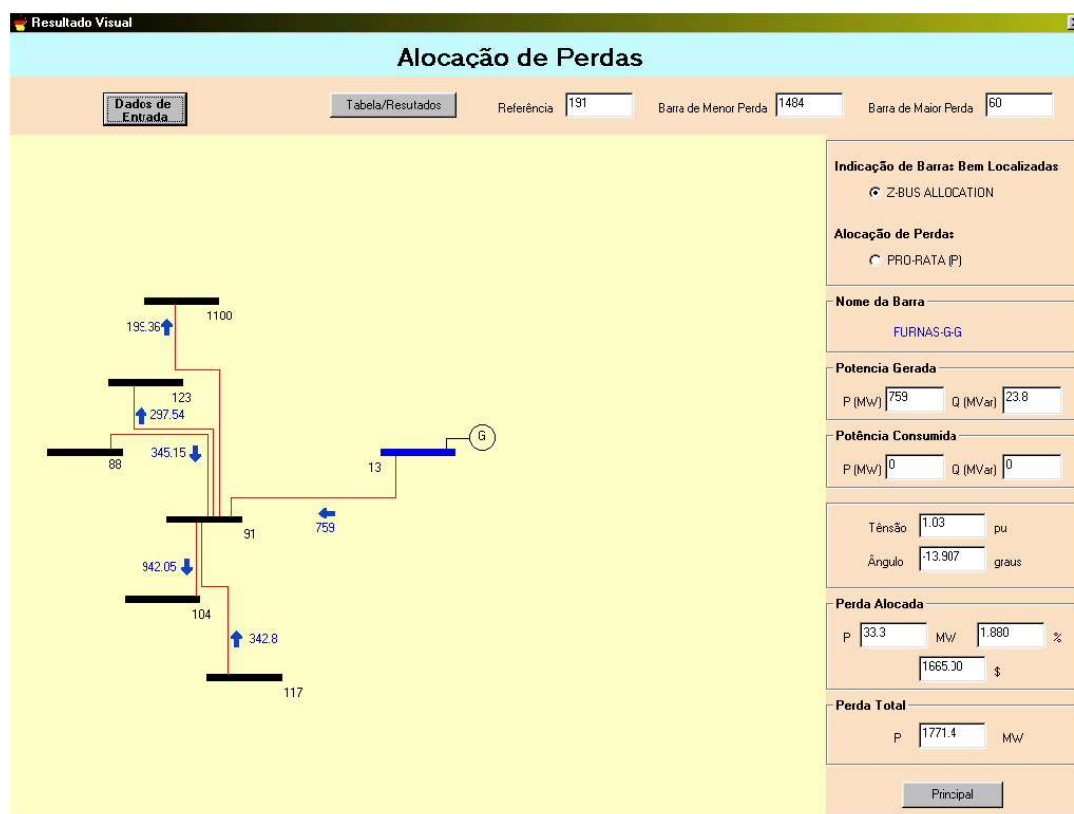 Resultado Visual
Alocação de Perdas
Dados de Entrada
Tabela/Resutados
Referência 191
Barra de Menor Perda 1484
Barra de Maior Perda 60
Indicação de Barras Bem Localizadas
Z-BUS ALLOCATION
Alocação de Perdas
PRO-RATA (P)
Nome da Barra
FURNAS-G-G
Potencia Gerada
P (MW) 759 Q (MVar) 23.8
Potência Consumida
P (MW) 0 Q (MVar) 0
Tênsão 1.03 pu
Ângulo -13.907 graus
Perda Alocada
P 33.3 MW 1.880 %
1665.00 $
Perda Total
P 1771.4 MW
Principal
1100
199.36
123
297.54
88
345.15
G
13
759
91
942.05
104
342.8
117